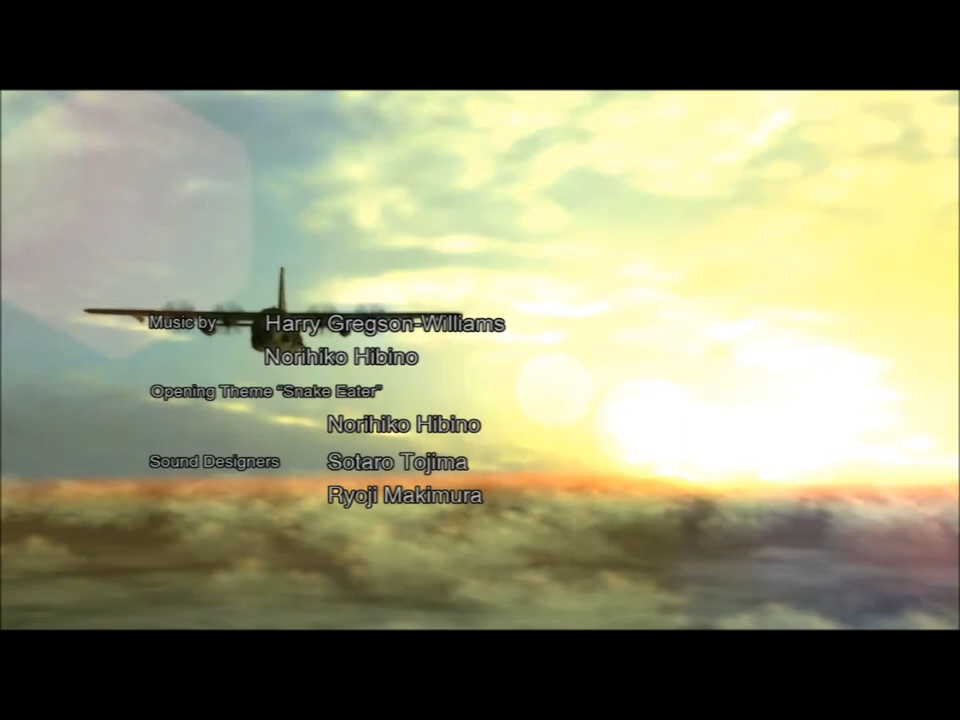 Music by Harry Gregson-Williams
Norihiko Hibino
Opening Theme "Snake Eater"
Norihiko Hibino
Sound Designers Sotaro Tojima
Ryoji Makimura